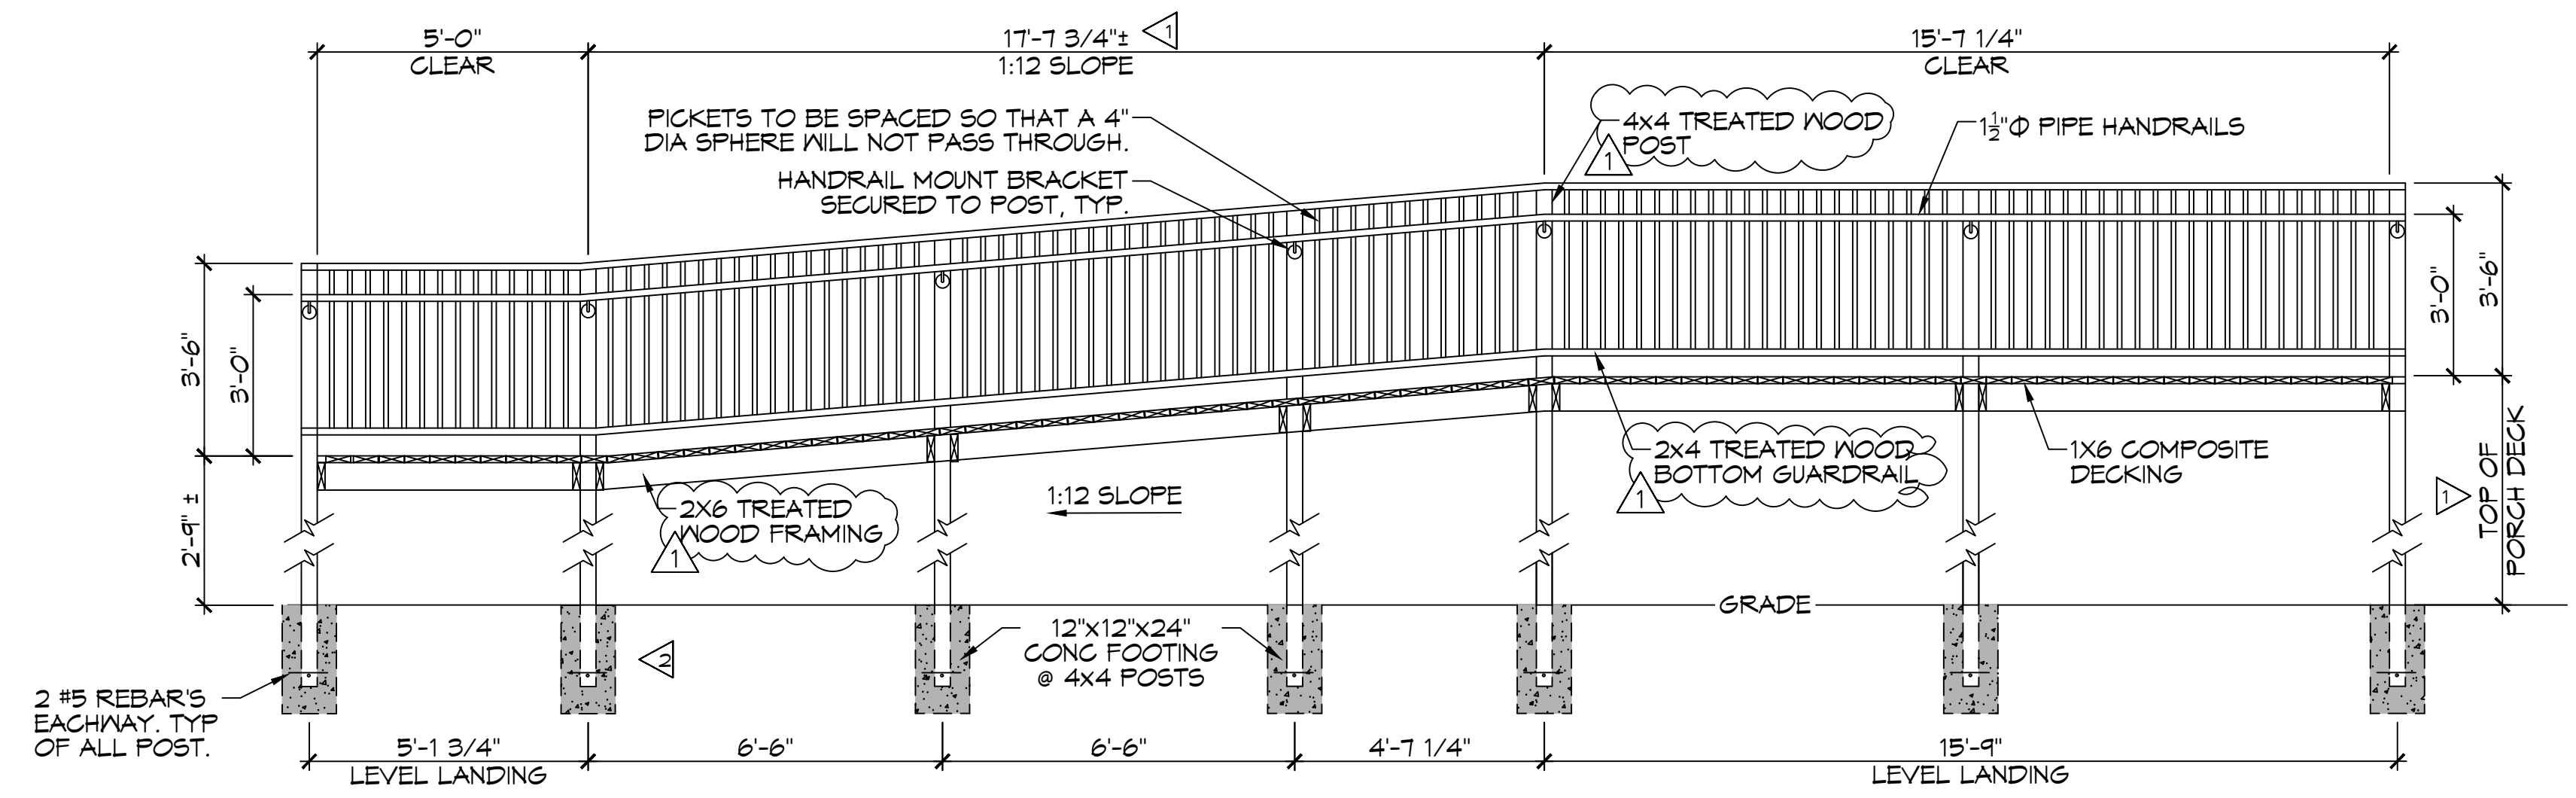 5'-0"
CLEAR
17'-7 3/4"±
1
1:12 SLOPE
15'-7 1/4"
CLEAR
PICKETS TO BE SPACED SO THAT A 4"
DIA SPHERE WILL NOT PASS THROUGH.
HANDRAIL MOUNT BRACKET
SECURED TO POST, TYP.
4x4 TREATED WOOD
POST
1
1½"Φ PIPE HANDRAILS
3'-6"
3'-0"
2'-9" ±
3'-0"
3'-6"
2X6 TREATED
WOOD FRAMING
1
1:12 SLOPE
2x4 TREATED WOOD
BOTTOM GUARDRAIL
1
1X6 COMPOSITE
DECKING
1
TOP OF
PORCH DECK
GRADE
2
12"x12"x24"
CONC FOOTING
@ 4x4 POSTS
2 #5 REBAR'S
EACHWAY. TYP
OF ALL POST.
5'-1 3/4"
LEVEL LANDING
6'-6"
6'-6"
4'-7 1/4"
15'-9"
LEVEL LANDING